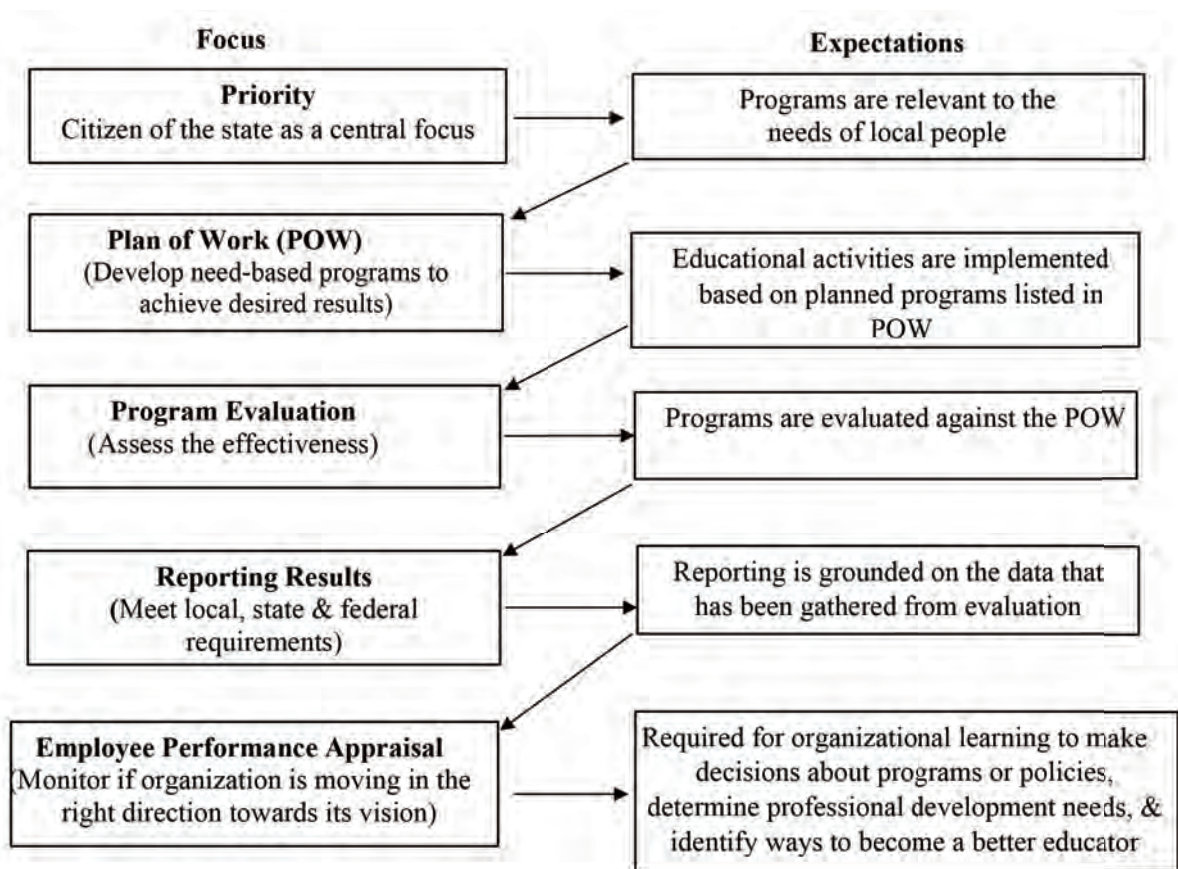 Focus
Expectations
Priority
Citizen of the state as a central focus
Programs are relevant to the
needs of local people
Plan of Work (POW)
(Develop need-based programs to
achieve desired results)
Educational activities are implemented
based on planned programs listed in
POW
Program Evaluation
(Assess the effectiveness)
Programs are evaluated against the POW
Reporting Results
(Meet local, state & federal
requirements)
Reporting is grounded on the data that
has been gathered from evaluation
Employee Performance Appraisal
(Monitor if organization is moving in the
right direction towards its vision)
Required for organizational learning to make
decisions about programs or policies,
determine professional development needs, &
identify ways to become a better educator